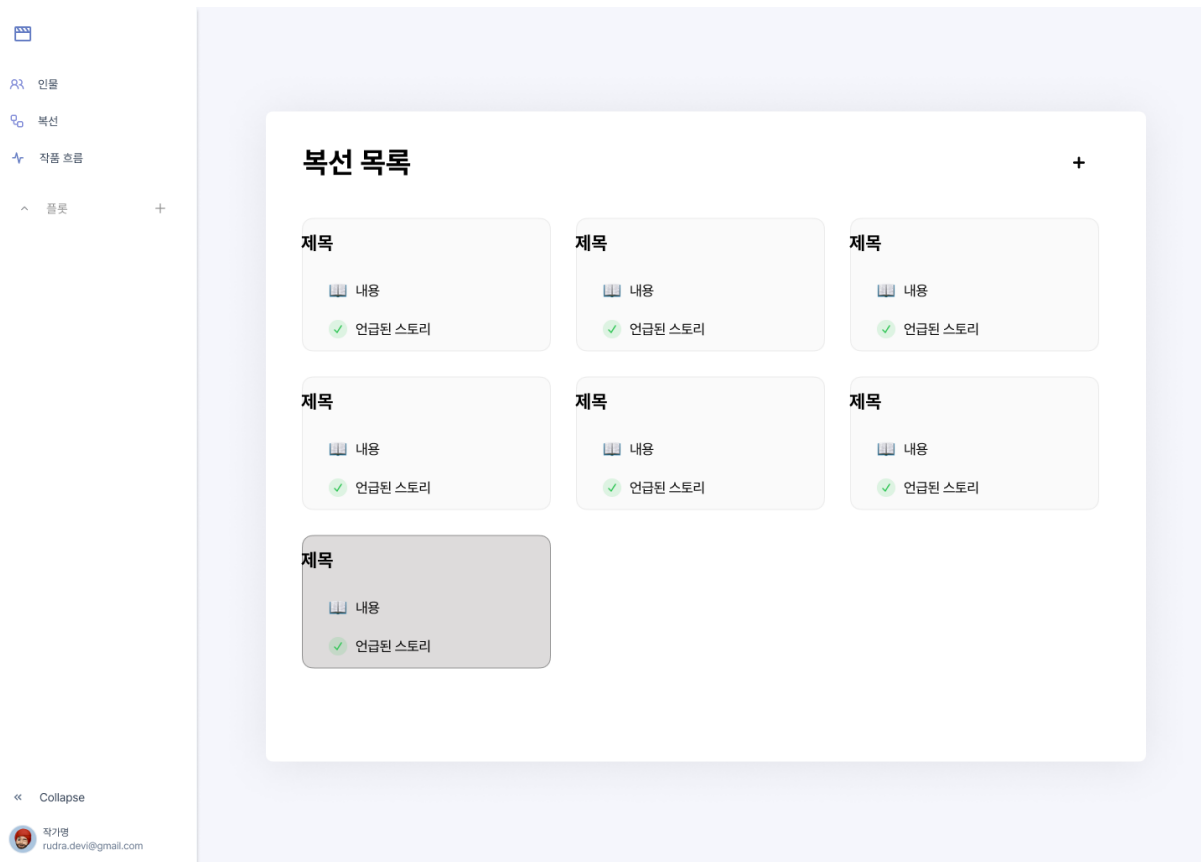 인물
복선
작품 흐름
플롯
복선 목록
제목
제목
제목
내용
내용
내용
언급된 스토리
언급된 스토리
언급된 스토리
제목
제목
제목
내용
내용
내용
언급된 스토리
언급된 스토리
언급된 스토리
제목
내용
언급된 스토리
Collapse
작가명
rudra.devi@gmail.com